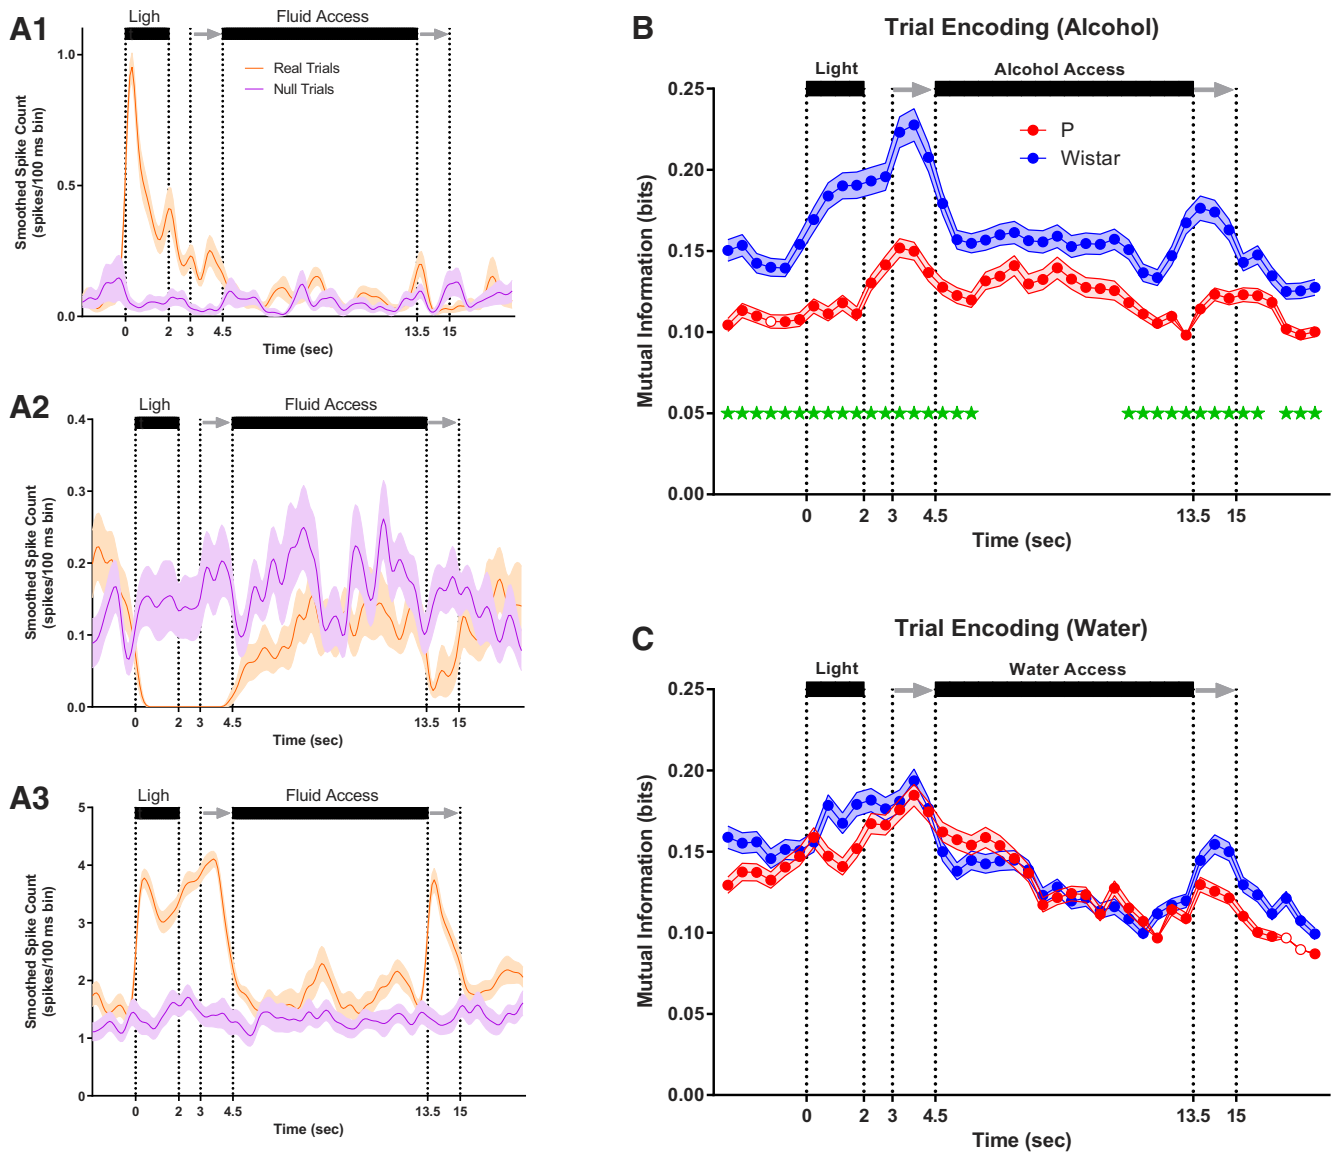 A1
Ligh
Fluid Access
Real Trials
Null Trials
Smoothed Spike Count
(spikes/100 ms bin)
1.0
0.5
0.0
0 2 3 4.5 13.5 15
Time (sec)
A2
Ligh
Fluid Access
Smoothed Spike Count
(spikes/100 ms bin)
0.4
0.3
0.2
0.1
0.0
0 2 3 4.5 13.5 15
Time (sec)
A3
Ligh
Fluid Access
Smoothed Spike Count
(spikes/100 ms bin)
5
4
3
2
1
0
0 2 3 4.5 13.5 15
Time (sec)
B
Trial Encoding (Alcohol)
Light
Alcohol Access
P
Wistar
Mutual Information (bits)
0.25
0.20
0.15
0.10
0.05
0.00
0 2 3 4.5 13.5 15
Time (sec)
C
Trial Encoding (Water)
Light
Water Access
Mutual Information (bits)
0.25
0.20
0.15
0.10
0.05
0.00
0 2 3 4.5 13.5 15
Time (sec)